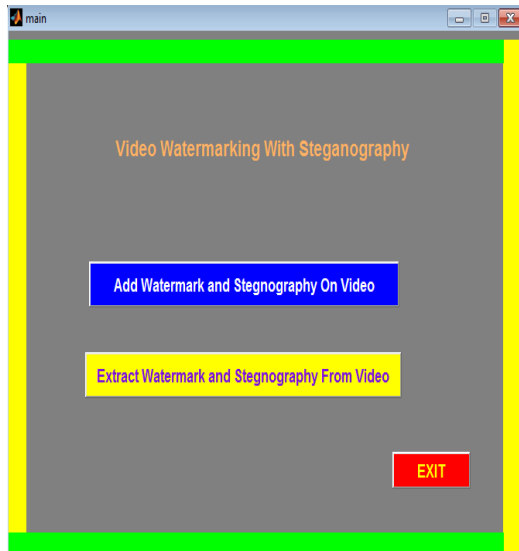 main
Video Watermarking With Steganography
Add Watermark and Stegnography On Video
Extract Watermark and Stegnography From Video
EXIT